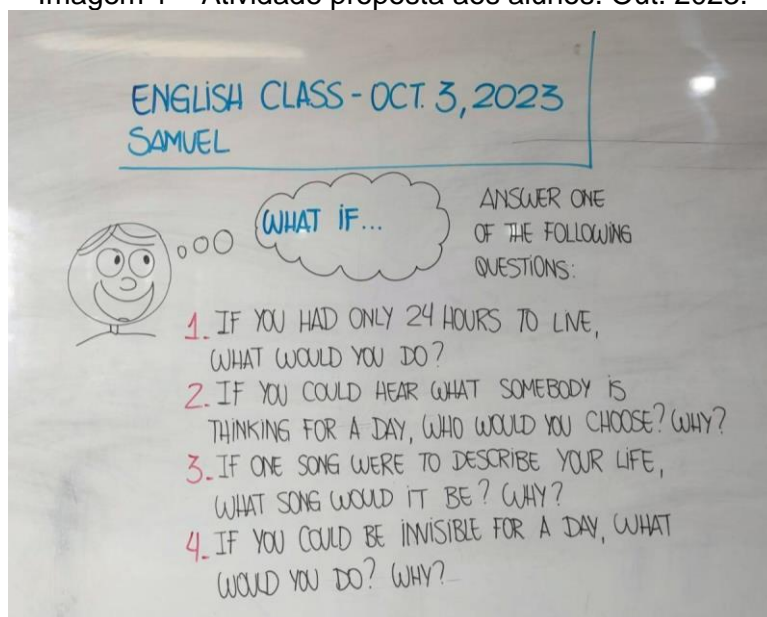 Imagem 1 – Atividade proposta aos alunos. Out. 2023.
ENGLISH CLASS - OCT. 3, 2023
SAMUEL
WHAT IF...
ANSWER ONE
OF THE FOLLOWING
QUESTIONS:
1. IF YOU HAD ONLY 24 HOURS TO LIVE,
WHAT WOULD YOU DO?
2. IF YOU COULD HEAR WHAT SOMEBODY IS
THINKING FOR A DAY, WHO WOULD YOU CHOOSE? WHY?
3. IF ONE SONG WERE TO DESCRIBE YOUR LIFE,
WHAT SONG WOULD IT BE? WHY?
4. IF YOU COULD BE INVISIBLE FOR A DAY, WHAT
WOULD YOU DO? WHY?